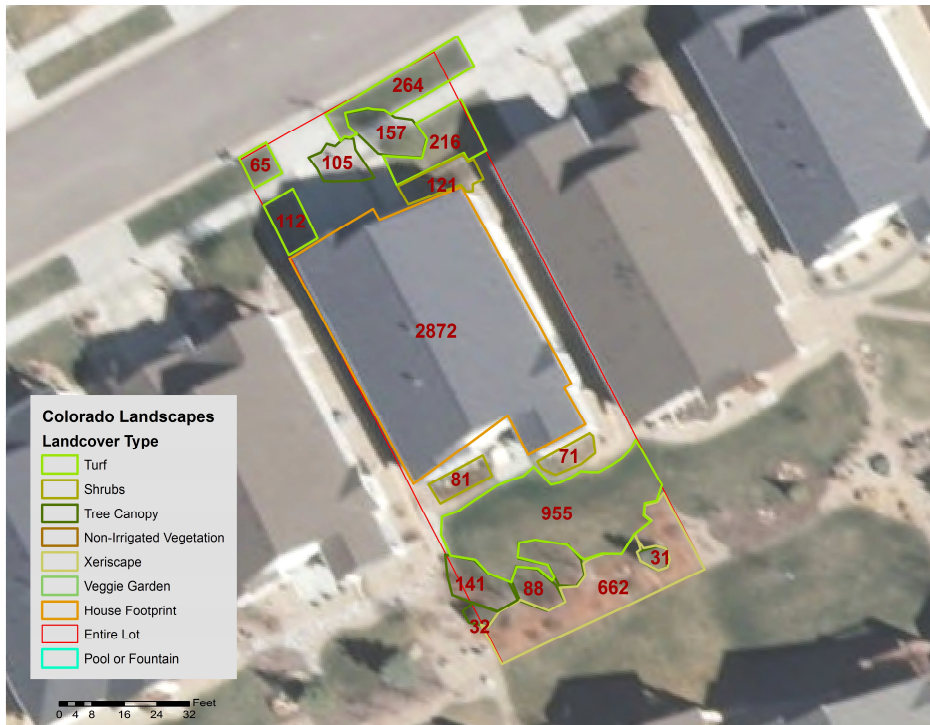 264
157
216
65
105
121
112
2872
71
81
955
31
141
88
662
32
Colorado Landscapes
Landcover Type
Turf
Shrubs
Tree Canopy
Non-Irrigated Vegetation
Xeriscape
Veggie Garden
House Footprint
Entire Lot
Pool or Fountain
Feet
0 4 8 16 24 32